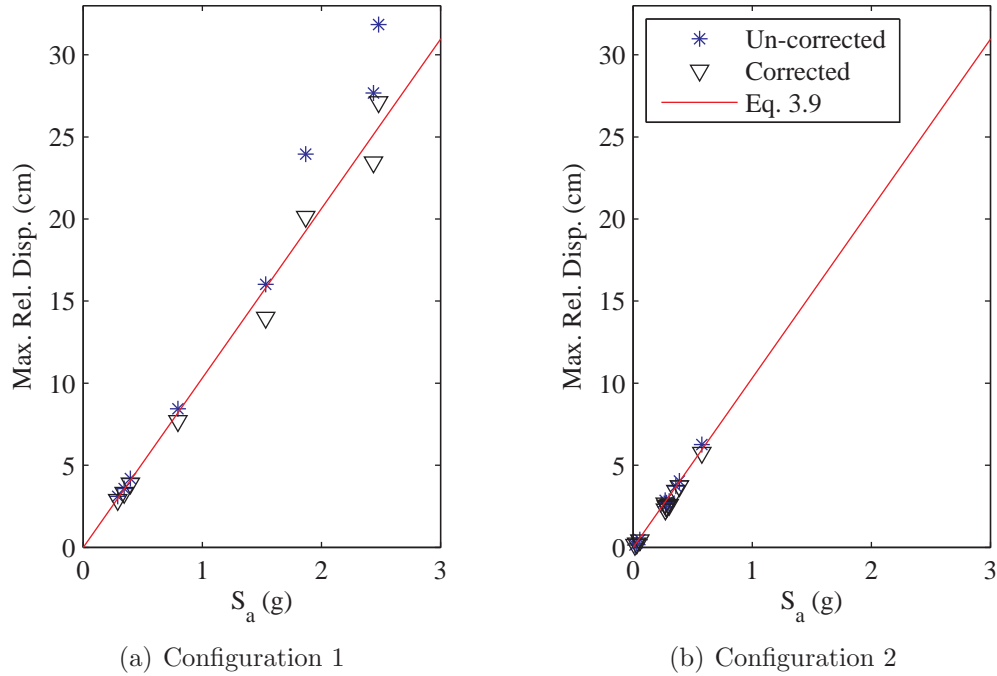 30
25
20
15
10
5
0
0 1 2 3
Max. Rel. Disp. (cm)
S_a (g)
(a) Configuration 1
30
25
20
15
10
5
0
0 1 2 3
Max. Rel. Disp. (cm)
S_a (g)
Un-corrected
Corrected
Eq. 3.9
(b) Configuration 2